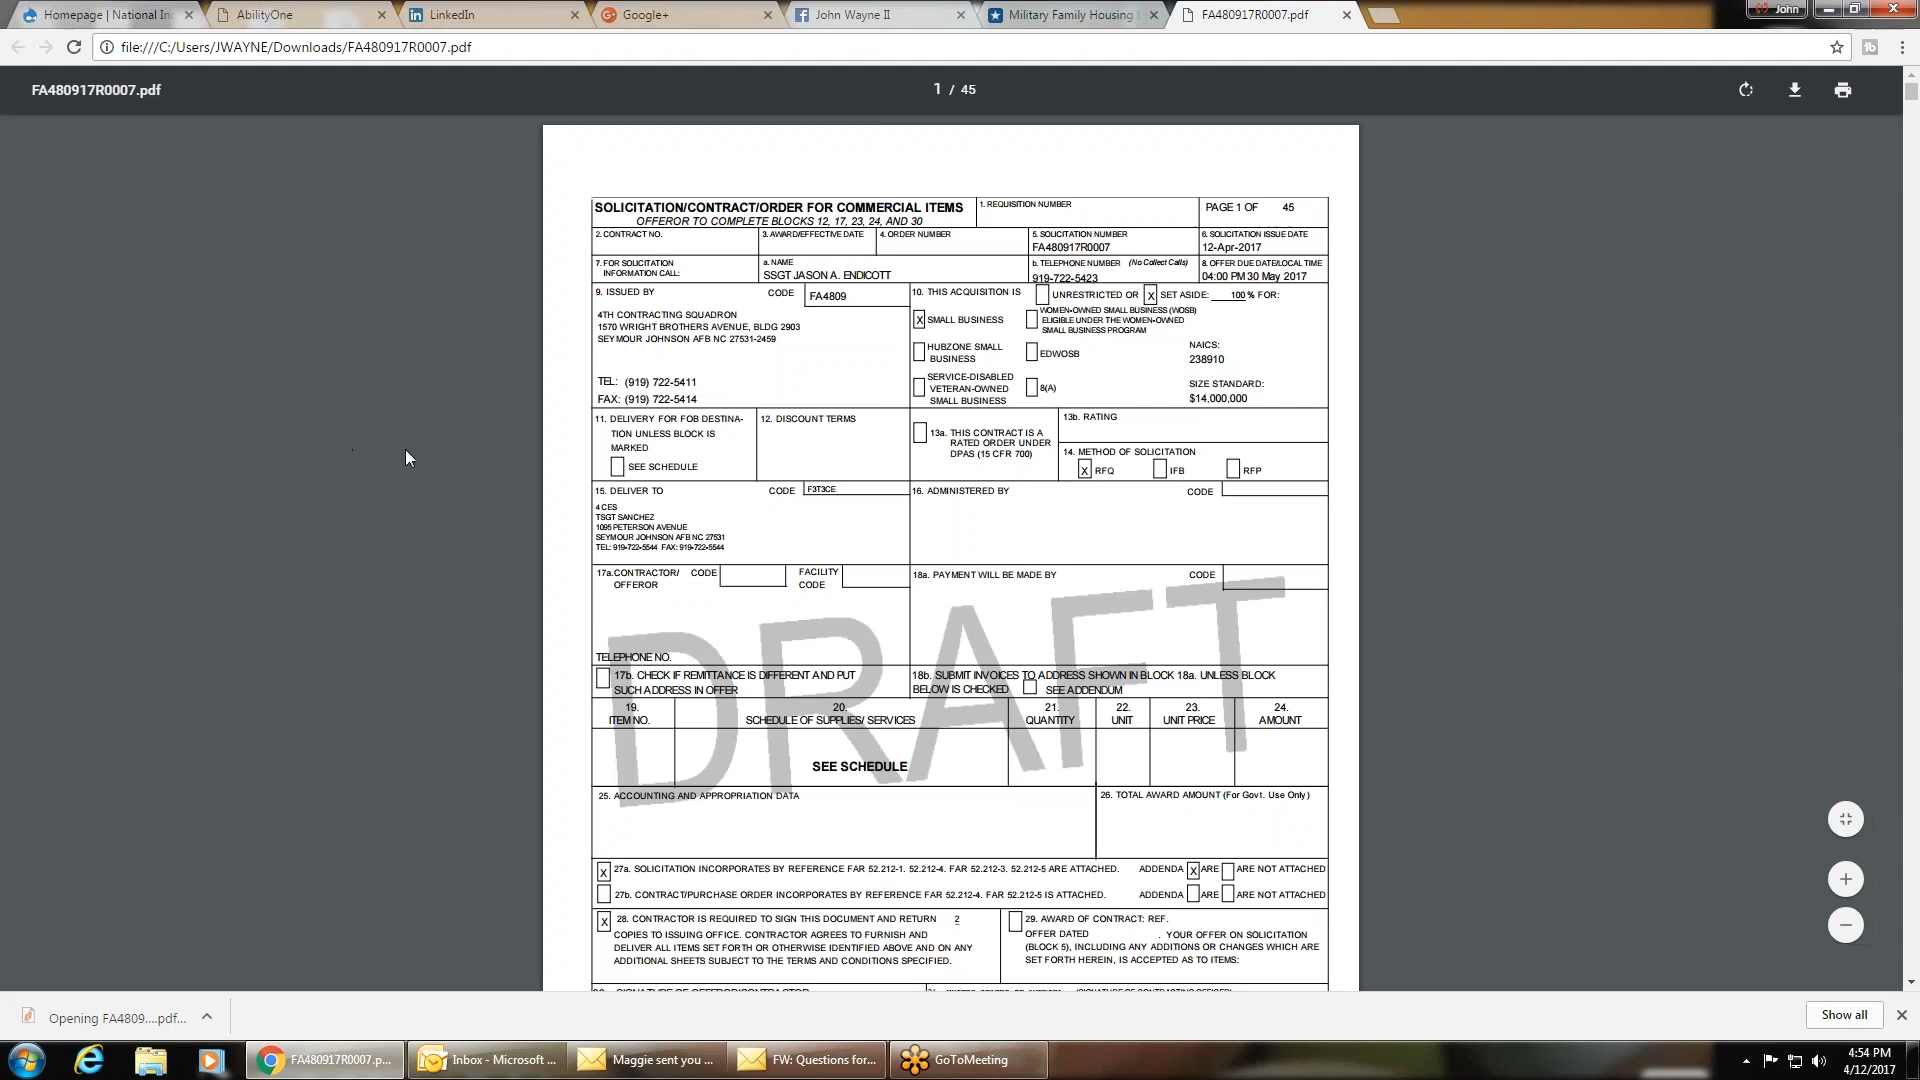 Homepage | National In
AbilityOne
LinkedIn
Google+
John Wayne II
Military Family Housing
FA480917R0007.pdf
John
file:///C:/Users/JWAYNE/Downloads/FA480917R0007.pdf
FA480917R0007.pdf
1 / 45
SOLICITATION/CONTRACT/ORDER FOR COMMERCIAL ITEMS
OFFEROR TO COMPLETE BLOCKS 12, 17, 23, 24, AND 30
1. REQUISITION NUMBER
PAGE 1 OF 45
2. CONTRACT NO.
3. AWARD/EFFECTIVE DATE
4. ORDER NUMBER
5. SOLICITATION NUMBER
FA480917R0007
6. SOLICITATION ISSUE DATE
12-Apr-2017
7. FOR SOLICITATION
INFORMATION CALL:
a. NAME
SSGT JASON A. ENDICOTT
b. TELEPHONE NUMBER (No Collect Calls)
919-722-5423
8. OFFER DUE DATE/LOCAL TIME
04:00 PM 30 May 2017
9. ISSUED BY
CODE
FA4809
4TH CONTRACTING SQUADRON
1570 WRIGHT BROTHERS AVENUE, BLDG 2903
SEYMOUR JOHNSON AFB NC 27531-2459
TEL: (919) 722-5411
FAX: (919) 722-5414
10. THIS ACQUISITION IS
UNRESTRICTED OR
X SET ASIDE: 100 % FOR:
X SMALL BUSINESS
WOMEN-OWNED SMALL BUSINESS (WOSB)
ELIGIBLE UNDER THE WOMEN-OWNED
SMALL BUSINESS PROGRAM
HUBZONE SMALL
BUSINESS
EDWOSB
NAICS:
238910
SERVICE-DISABLED
VETERAN-OWNED
SMALL BUSINESS
8(A)
SIZE STANDARD:
$14,000,000
11. DELIVERY FOR FOB DESTINA-
TION UNLESS BLOCK IS
MARKED
SEE SCHEDULE
12. DISCOUNT TERMS
13a. THIS CONTRACT IS A
RATED ORDER UNDER
DPAS (15 CFR 700)
13b. RATING
14. METHOD OF SOLICITATION
X RFQ
IFB
RFP
15. DELIVER TO
CODE
F3T3CE
4 CES
TSGT SANCHEZ
1095 PETERSON AVENUE
SEYMOUR JOHNSON AFB NC 27531
TEL: 919-722-5544 FAX: 919-722-5544
16. ADMINISTERED BY
CODE
17a.CONTRACTOR/
OFFEROR
CODE
FACILITY
CODE
TELEPHONE NO.
18a. PAYMENT WILL BE MADE BY
CODE
DRAFT
17b. CHECK IF REMITTANCE IS DIFFERENT AND PUT
SUCH ADDRESS IN OFFER
18b. SUBMIT INVOICES TO ADDRESS SHOWN IN BLOCK 18a. UNLESS BLOCK
BELOW IS CHECKED
SEE ADDENDUM
19.
ITEM NO.
20.
SCHEDULE OF SUPPLIES/ SERVICES
21.
QUANTITY
22.
UNIT
23.
UNIT PRICE
24.
AMOUNT
SEE SCHEDULE
25. ACCOUNTING AND APPROPRIATION DATA
26. TOTAL AWARD AMOUNT (For Govt. Use Only)
X 27a. SOLICITATION INCORPORATES BY REFERENCE FAR 52.212-1. 52.212-4. FAR 52.212-3. 52.212-5 ARE ATTACHED.
ADDENDA X ARE ARE NOT ATTACHED
27b. CONTRACT/PURCHASE ORDER INCORPORATES BY REFERENCE FAR 52.212-4. FAR 52.212-5 IS ATTACHED.
ADDENDA ARE ARE NOT ATTACHED
X 28. CONTRACTOR IS REQUIRED TO SIGN THIS DOCUMENT AND RETURN 2
COPIES TO ISSUING OFFICE. CONTRACTOR AGREES TO FURNISH AND
DELIVER ALL ITEMS SET FORTH OR OTHERWISE IDENTIFIED ABOVE AND ON ANY
ADDITIONAL SHEETS SUBJECT TO THE TERMS AND CONDITIONS SPECIFIED.
29. AWARD OF CONTRACT: REF.
OFFER DATED . YOUR OFFER ON SOLICITATION
(BLOCK 5), INCLUDING ANY ADDITIONS OR CHANGES WHICH ARE
SET FORTH HEREIN, IS ACCEPTED AS TO ITEMS:
Opening FA4809....pdf...
Show all
FA480917R0007.p...
Inbox - Microsoft ...
Maggie sent you ...
FW: Questions for...
GoToMeeting
4:54 PM
4/12/2017